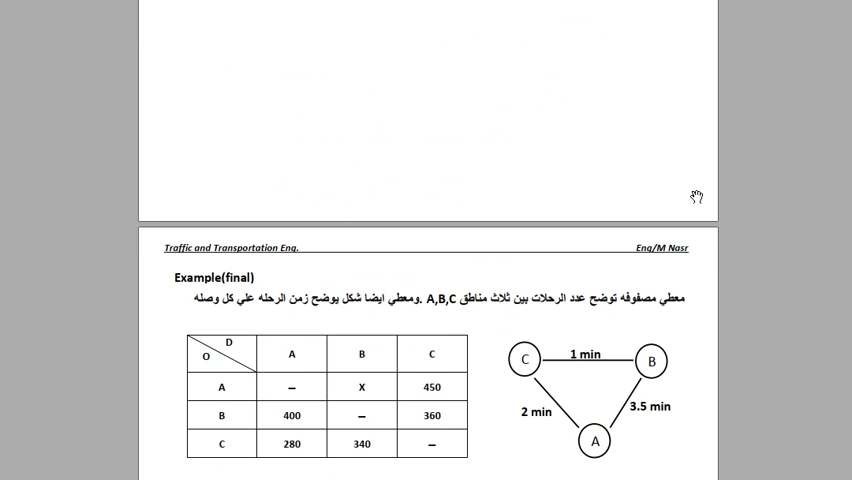 Traffic and Transportation Eng. Eng/M Nasr
Example(final)
معطي مصفوفه توضح عدد الرحلات بين ثلاث مناطق A,B,C .ومعطي ايضا شكل يوضح زمن الرحله علي كل وصله
D
O
A B C
A – X 450
B 400 – 360
C 280 340 –
C 1 min B
2 min 3.5 min
A